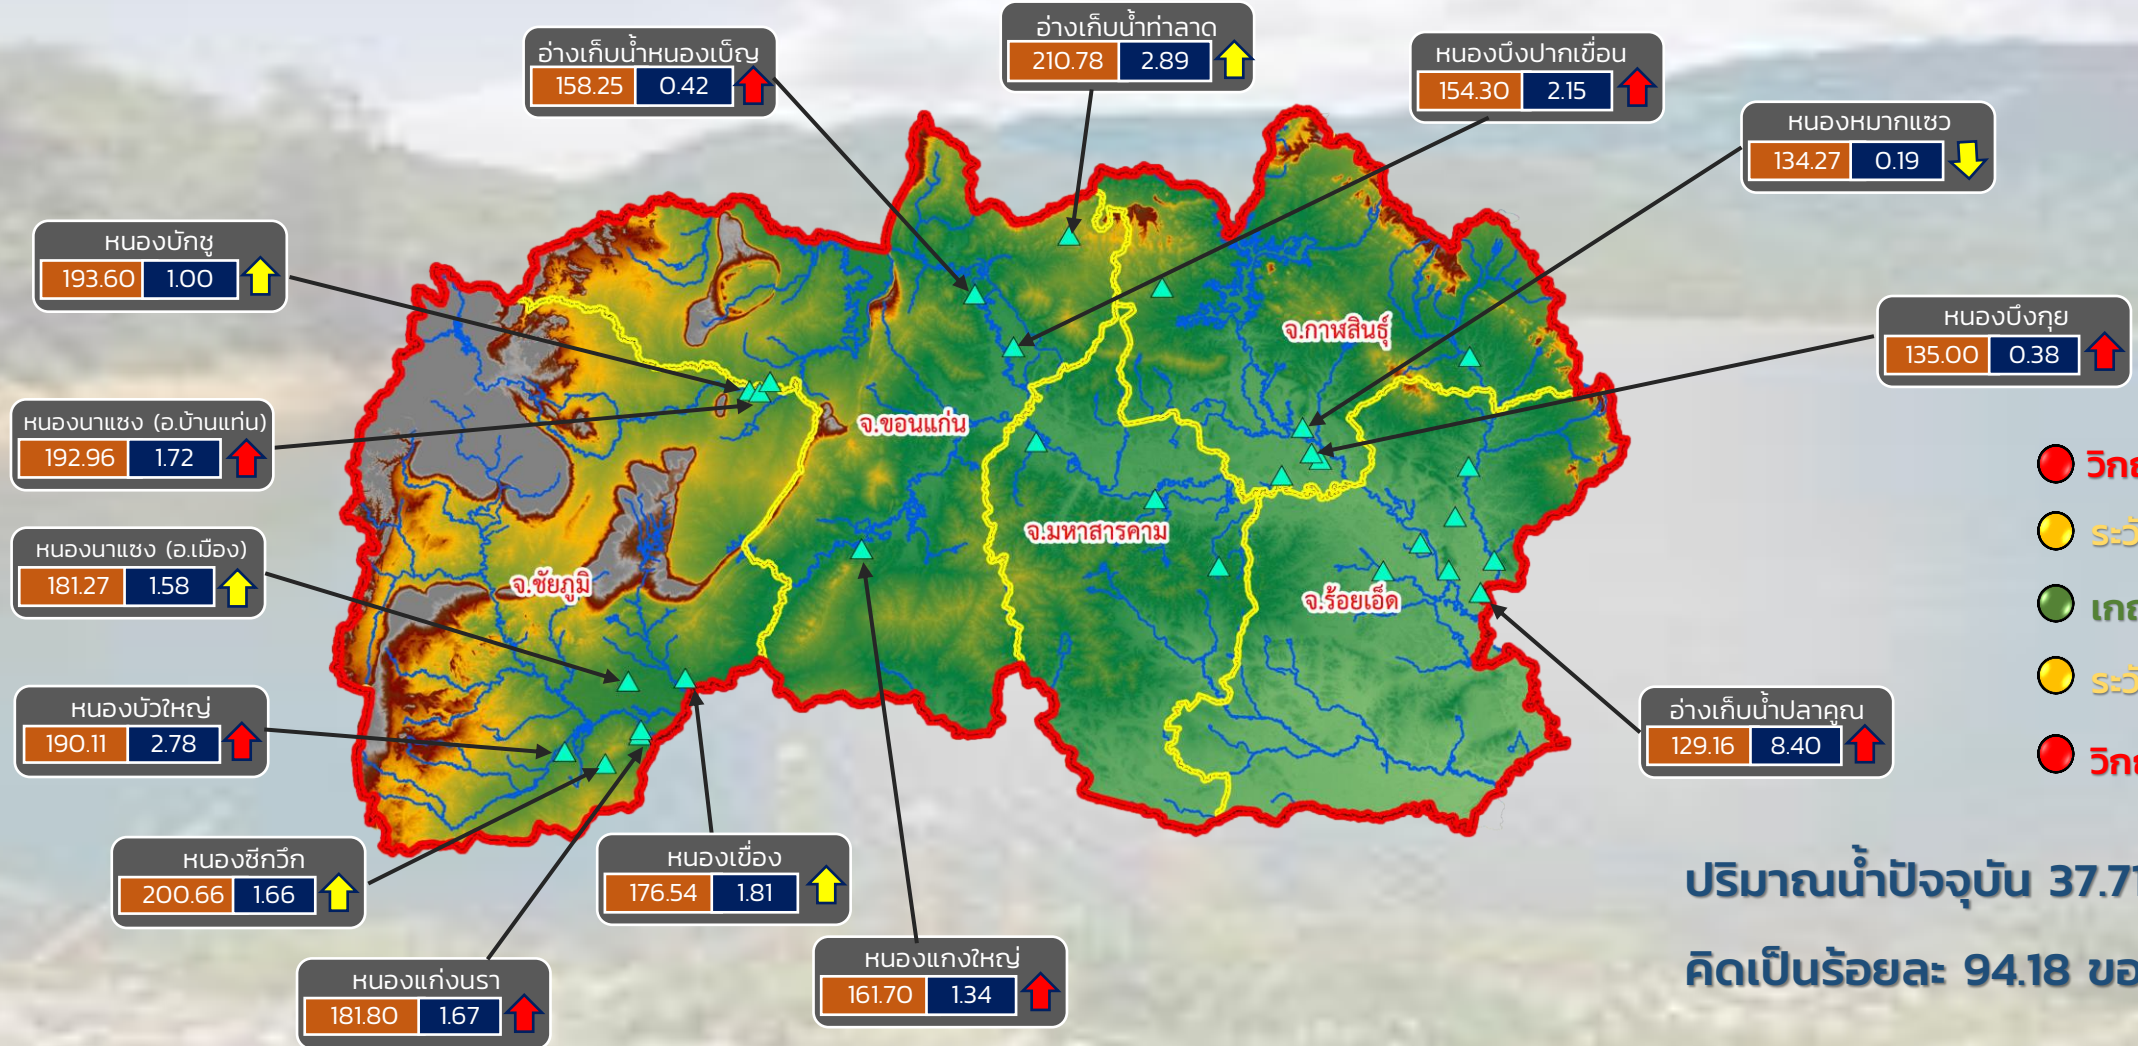 อ่างเก็บน้ำท่าลาด
210.78 2.89
อ่างเก็บน้ำหนองเบ็ญ
158.25 0.42
หนองบึงปากเขื่อน
154.30 2.15
หนองหมากแซว
134.27 0.19
หนองบักชู
193.60 1.00
หนองบึงกุย
135.00 0.38
จ.กาฬสินธุ์
หนองนาแซง (อ.บ้านแท่น)
192.96 1.72
จ.ขอนแก่น
จ.มหาสารคาม
หนองนาแซง (อ.เมือง)
181.27 1.58
จ.ชัยภูมิ
จ.ร้อยเอ็ด
หนองบัวใหญ่
190.11 2.78
อ่างเก็บน้ำปลาคูณ
129.16 8.40
หนองซีกวึก
200.66 1.66
หนองเขื่อง
176.54 1.81
หนองแกงใหญ่
161.70 1.34
หนองแก่งนรา
181.80 1.67
ระวั
เกณ
ระวั
ปริมาณน้ำปัจจุบัน 37.71
คิดเป็นร้อยละ 94.18 ขอ